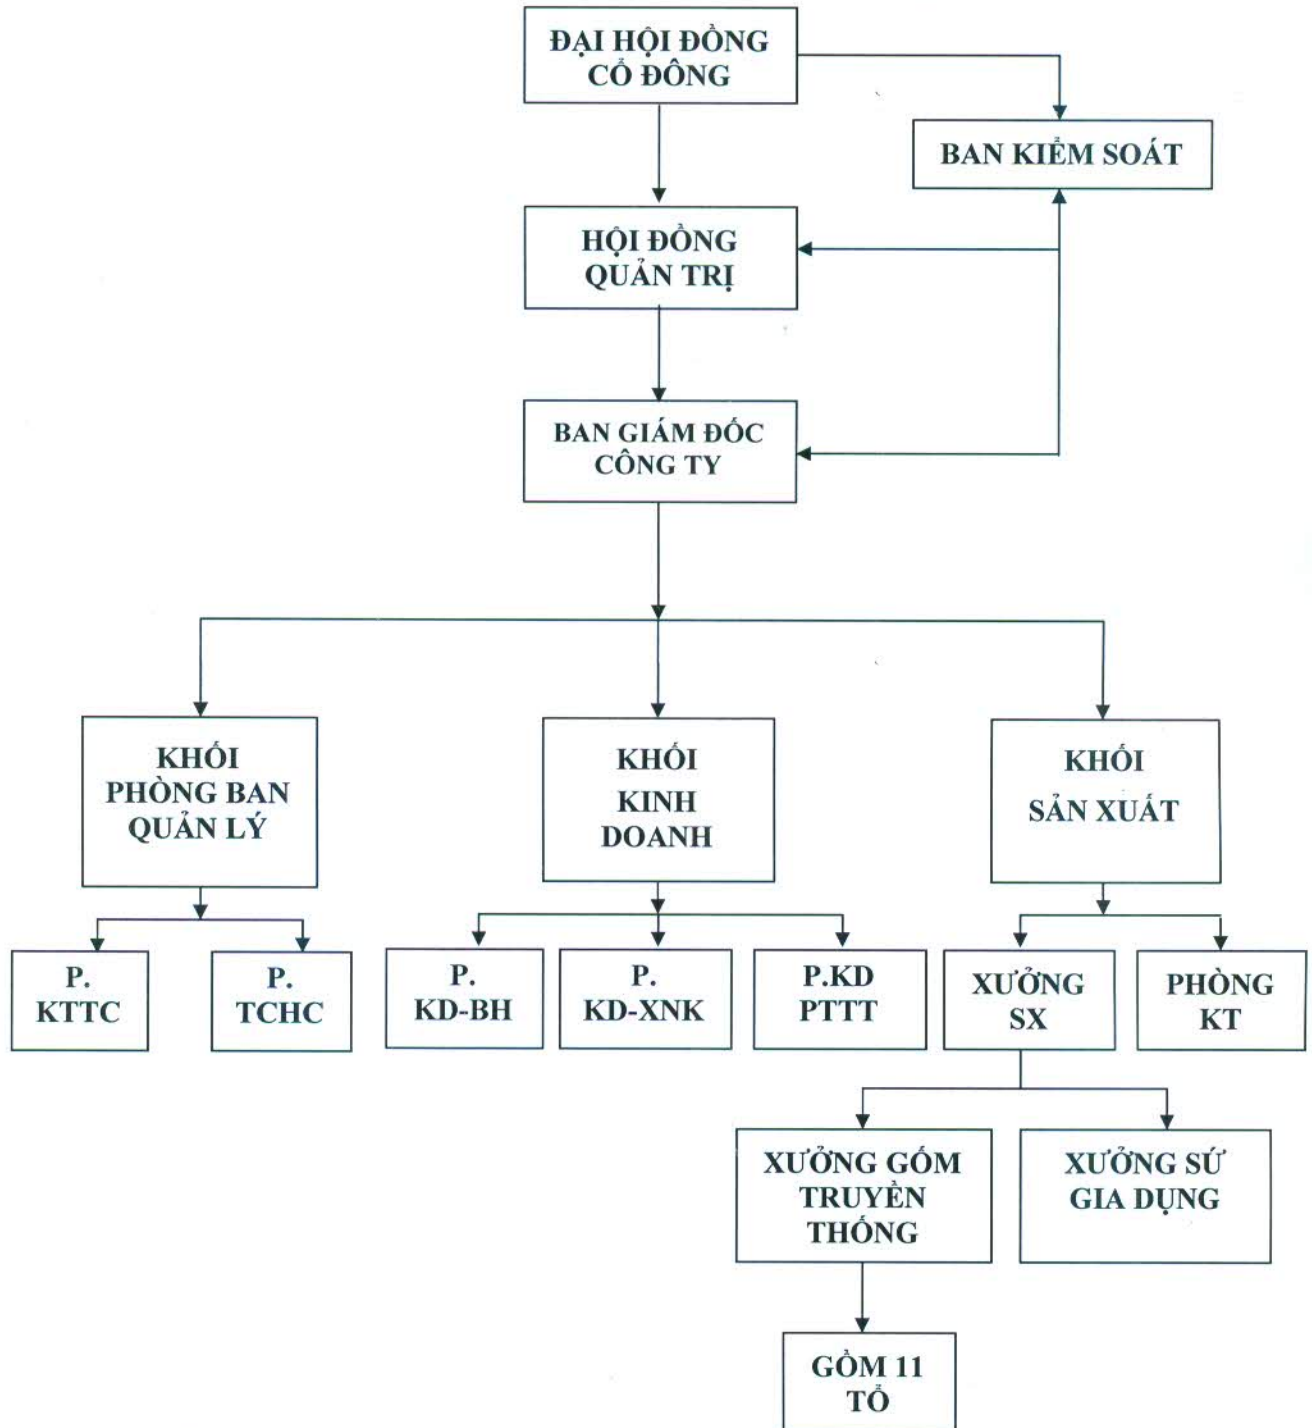 ĐẠI HỘI ĐỒNG
CỔ ĐÔNG
BAN KIỂM SOÁT
HỘI ĐỒNG
QUẢN TRỊ
BAN GIÁM ĐỐC
CÔNG TY
KHỐI
PHÒNG BAN
QUẢN LÝ
KHỐI
KINH
DOANH
KHỐI
SẢN XUẤT
P.
KTTC
P.
TCHC
P.
KD-BH
P.
KD-XNK
P.KD
PTTT
XƯỞNG
SX
PHÒNG
KT
XƯỞNG GỐM
TRUYỀN
THỐNG
XƯỞNG SỨ
GIA DỤNG
GỒM 11
TỔ